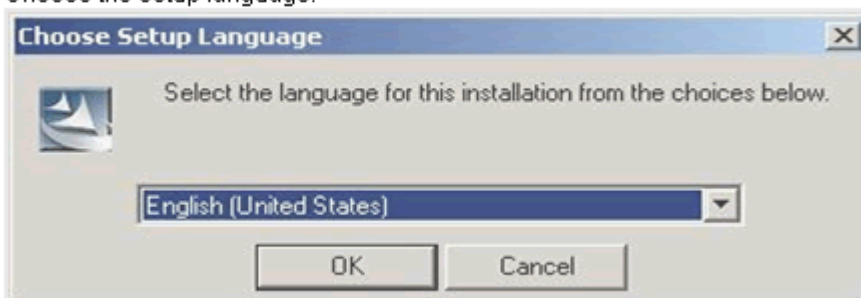 Choose Setup Language
Select the language for this installation from the choices below.
English (United States)
OK
Cancel